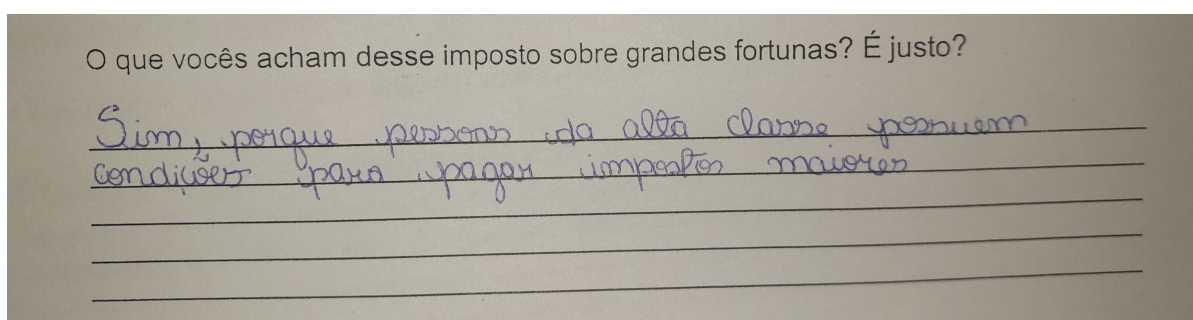 O que vocês acham desse imposto sobre grandes fortunas? É justo?
Sim, porque pessoas da alta classe possuem
condições para pagar impostos maiores